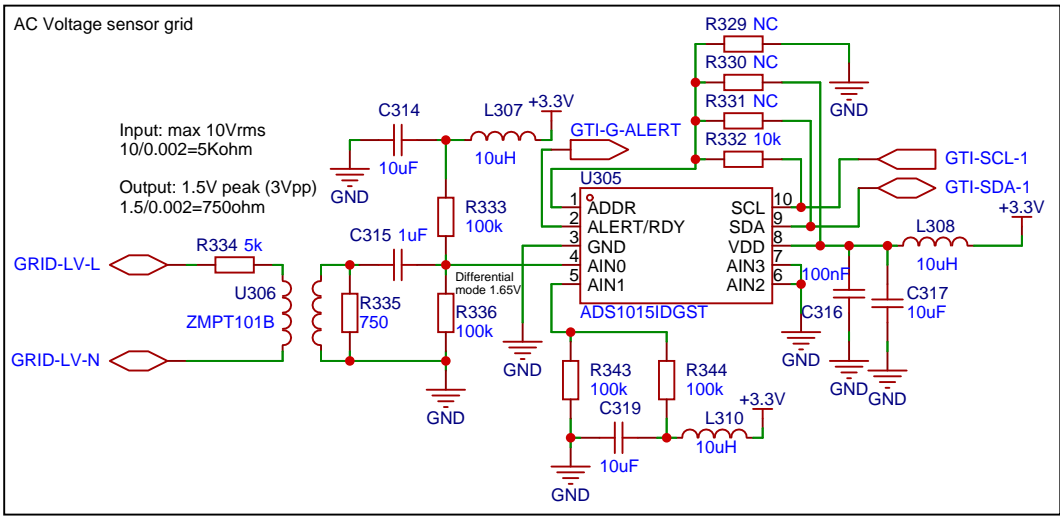 AC Voltage sensor grid
R329 NC
R330 NC
GND
R331 NC
R332 10k
C314
10uF
GND
L307
10uH
+3.3V
GTI-G-ALERT
Input: max 10Vrms
10/0.002=5Kohm
Output: 1.5V peak (3Vpp)
1.5/0.002=750ohm
GTI-SCL-1
GTI-SDA-1
U305
1 ADDR SCL 10
2 ALERT/RDY SDA 9
3 GND VDD 8
4 AIN0 AIN3 7
5 AIN1 AIN2 6
ADS1015IDGST
R333
100k
C315 1uF
R334 5k
GRID-LV-L
U306
ZMPT101B
GRID-LV-N
R335
750
Differential
mode 1.65V
R336
100k
GND
GND
+3.3V
L308
10uH
100nF
C316
C317
10uF
GND
GND
GND
R343
100k
R344
100k
C319
10uF
GND
L310
10uH
+3.3V